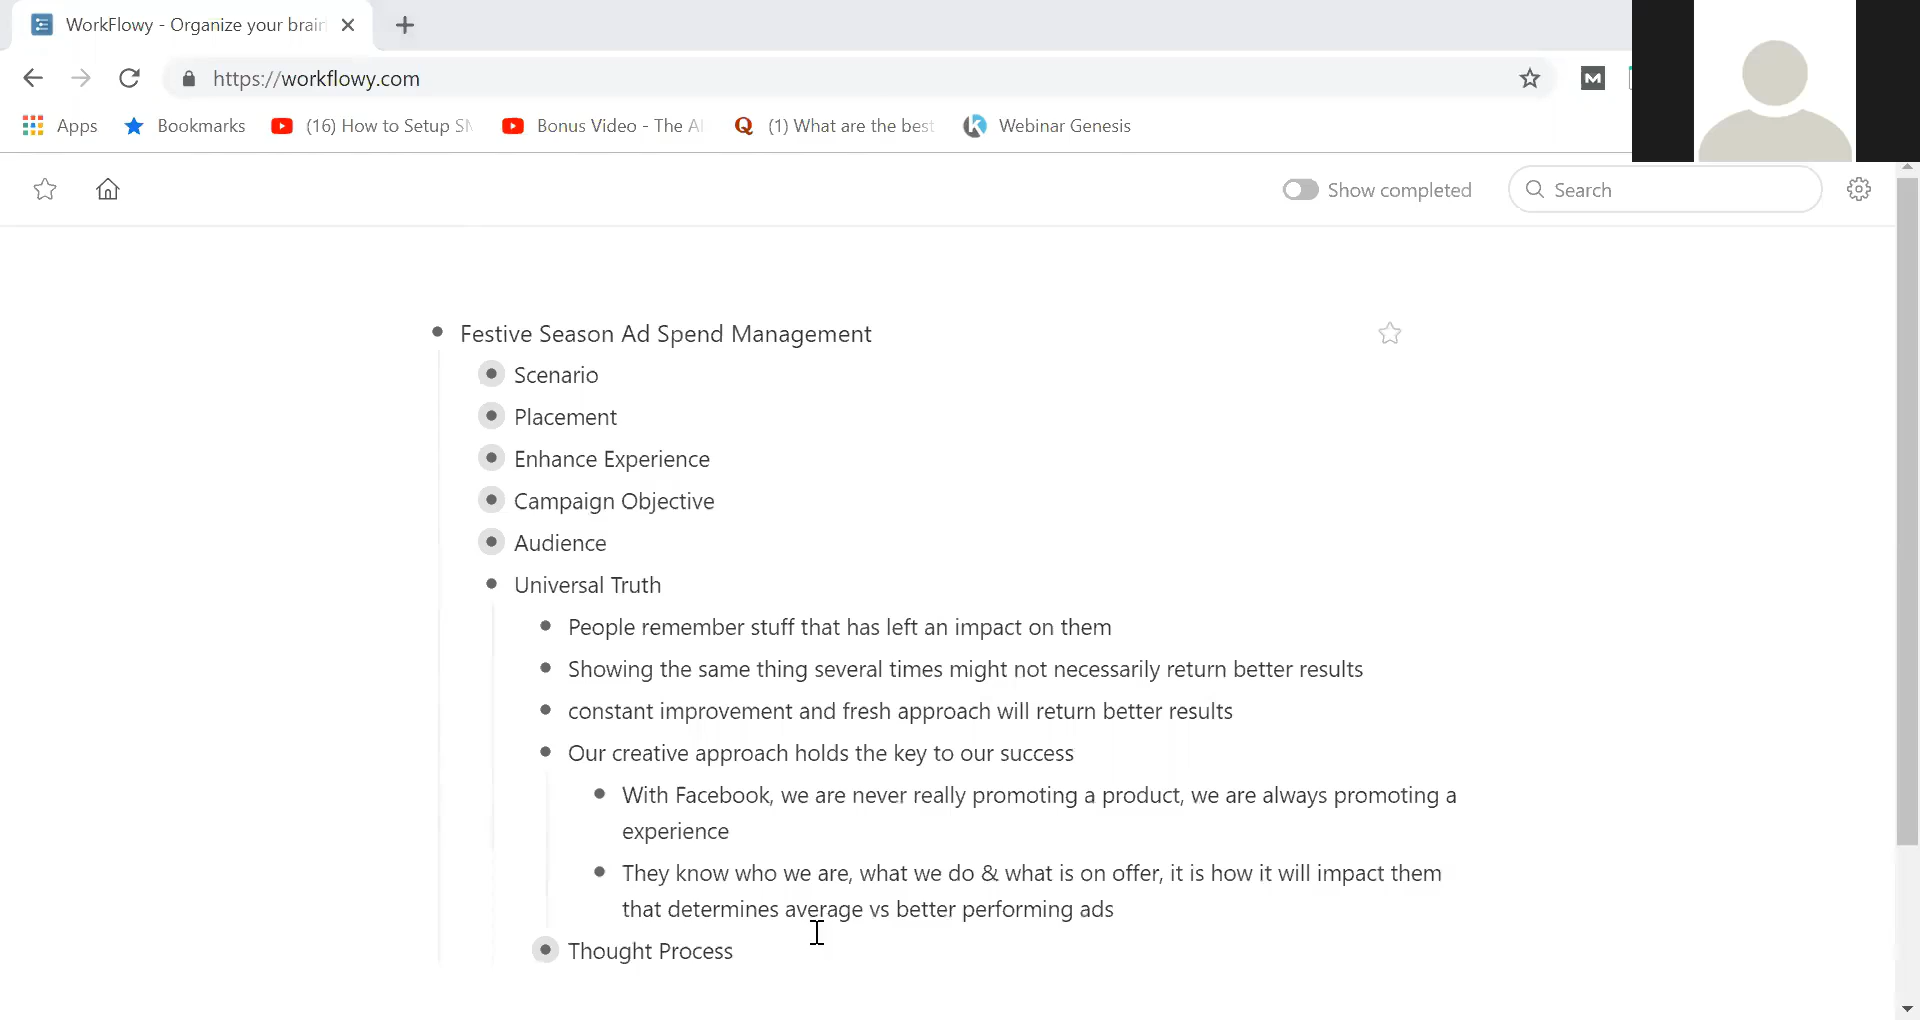 WorkFlowy - Organize your brain
https://workflowy.com
Apps
Bookmarks
(16) How to Setup
Bonus Video - The
(1) What are the best
Webinar Genesis
Show completed
Search
Festive Season Ad Spend Management
Scenario
Placement
Enhance Experience
Campaign Objective
Audience
Universal Truth
People remember stuff that has left an impact on them
Showing the same thing several times might not necessarily return better results
constant improvement and fresh approach will return better results
Our creative approach holds the key to our success
With Facebook, we are never really promoting a product, we are always promoting a
experience
They know who we are, what we do & what is on offer, it is how it will impact them
that determines average vs better performing ads
Thought Process